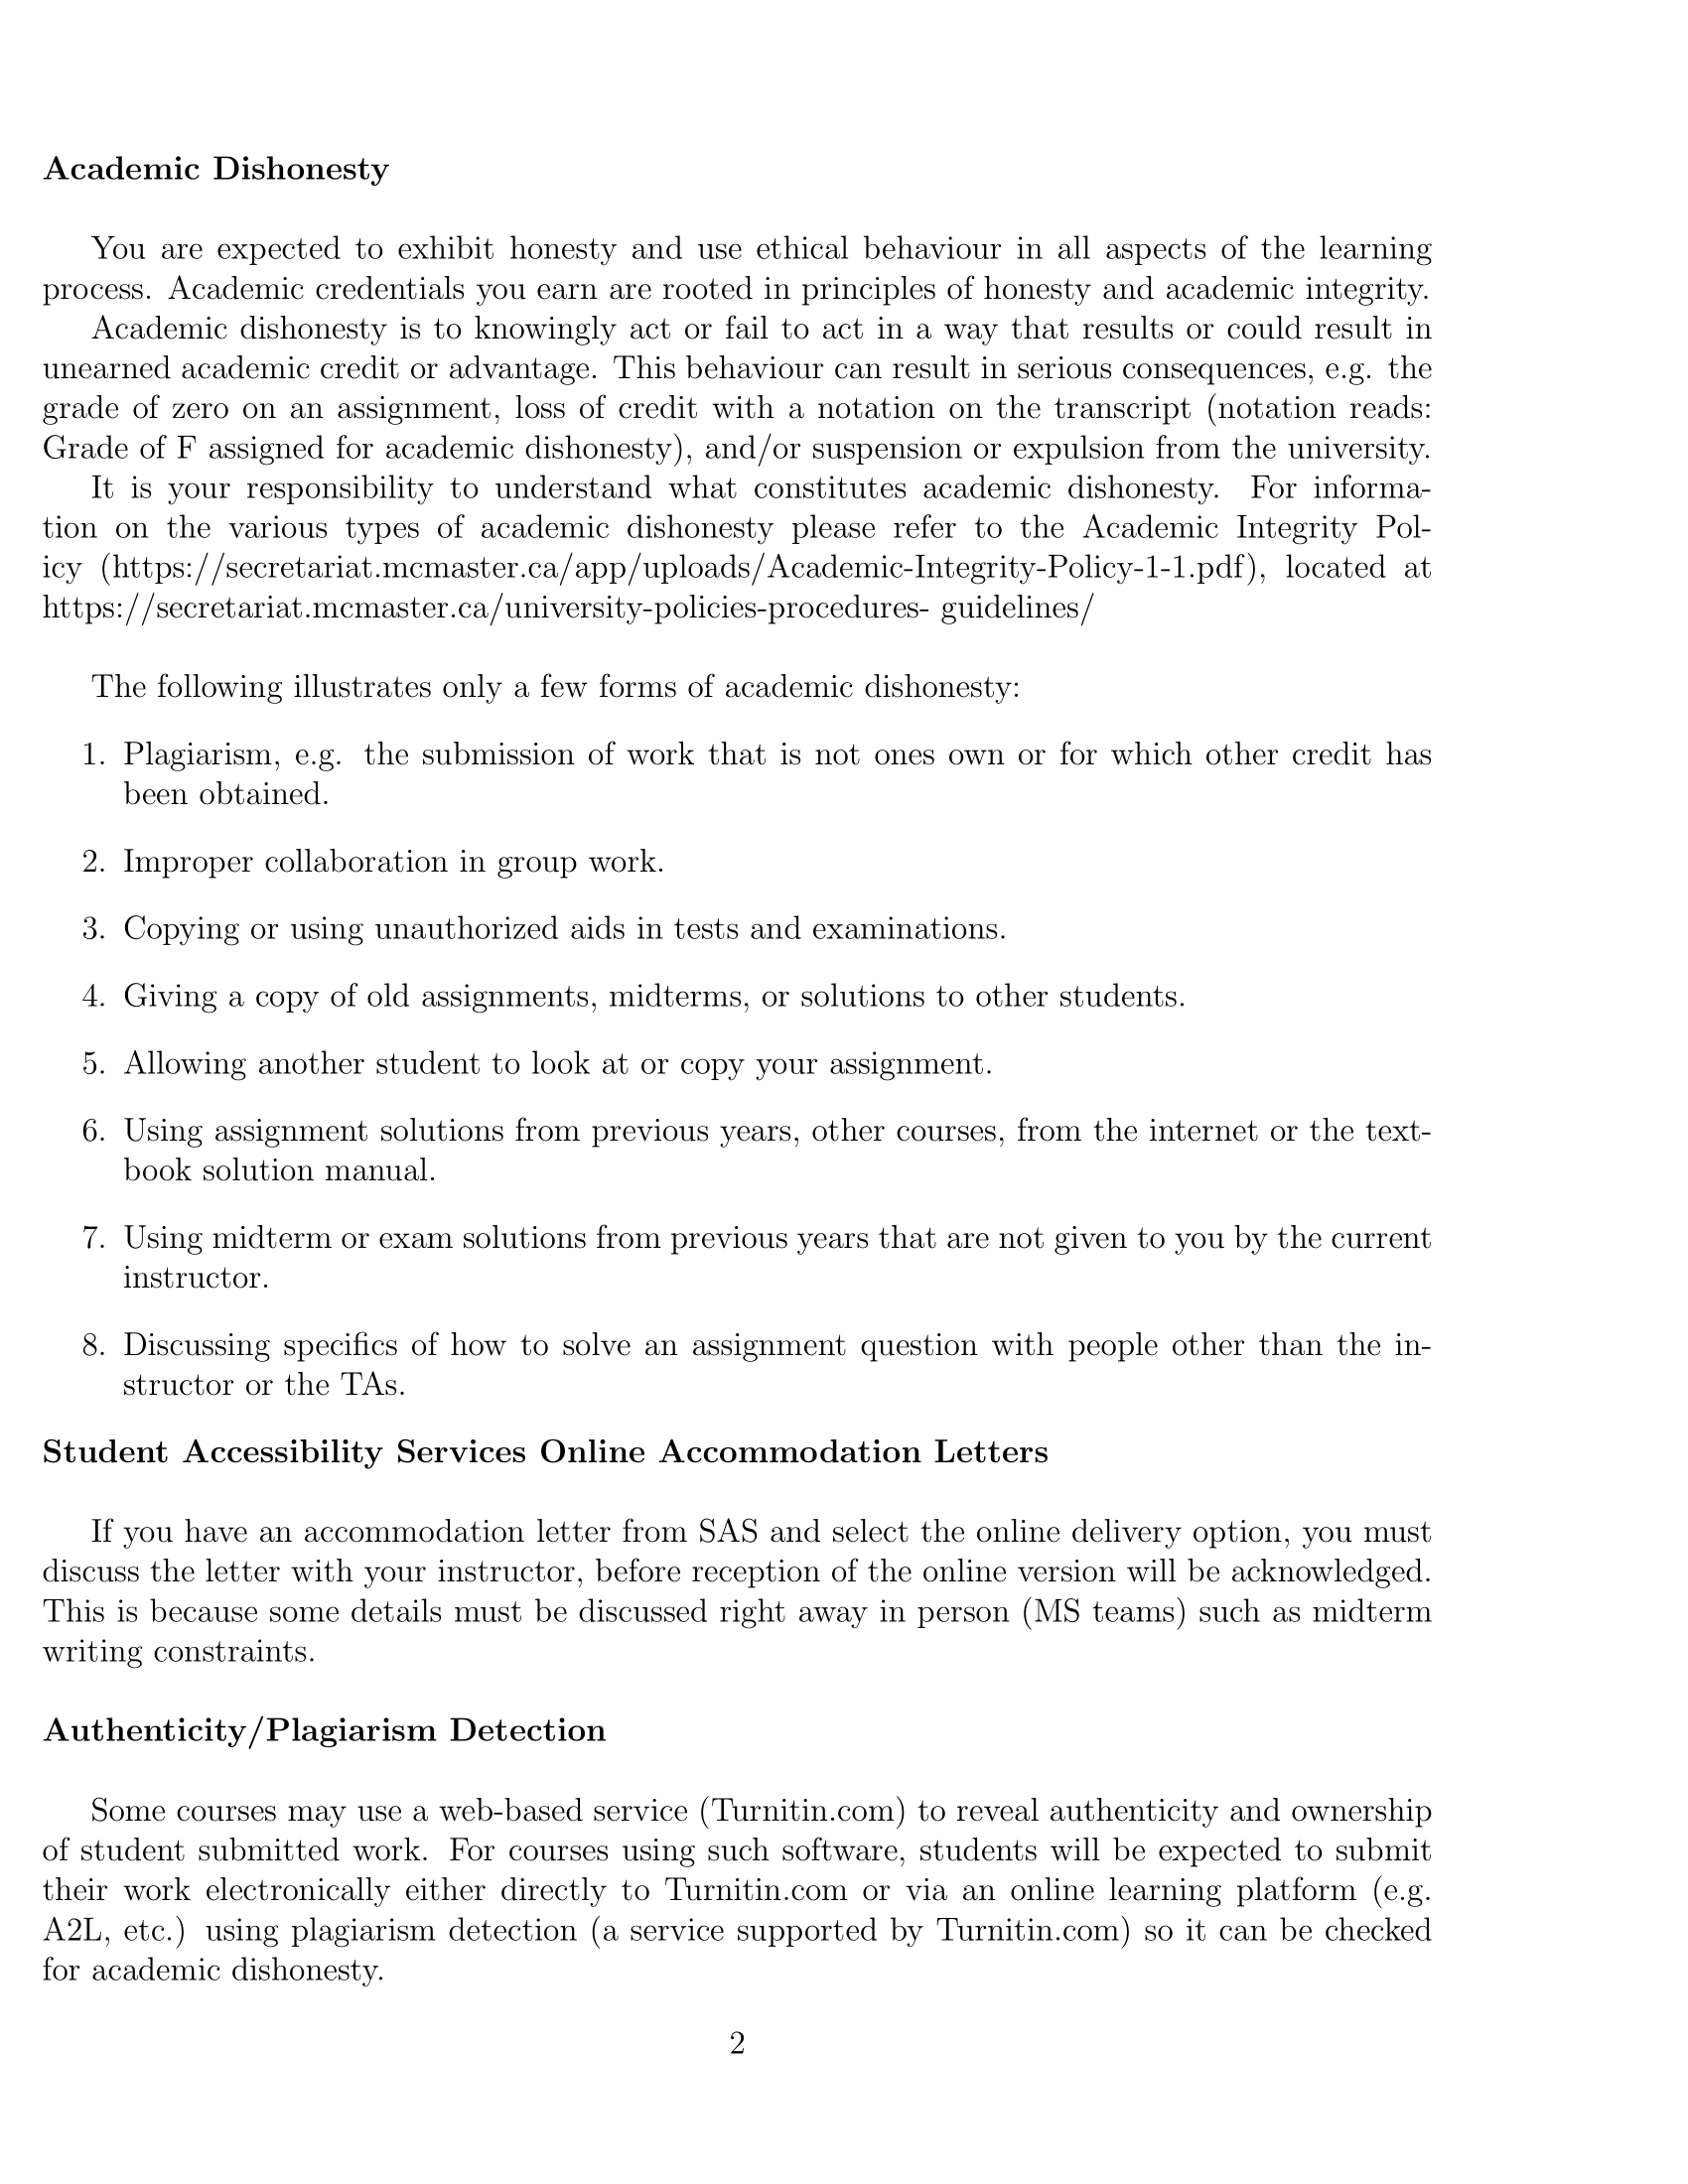 Academic Dishonesty
You are expected to exhibit honesty and use ethical behaviour in all aspects of the learning
process. Academic credentials you earn are rooted in principles of honesty and academic integrity.
Academic dishonesty is to knowingly act or fail to act in a way that results or could result in
unearned academic credit or advantage. This behaviour can result in serious consequences, e.g. the
grade of zero on an assignment, loss of credit with a notation on the transcript (notation reads:
Grade of F assigned for academic dishonesty), and/or suspension or expulsion from the university.
It is your responsibility to understand what constitutes academic dishonesty. For informa-
tion on the various types of academic dishonesty please refer to the Academic Integrity Pol-
icy (https://secretariat.mcmaster.ca/app/uploads/Academic-Integrity-Policy-1-1.pdf), located at
https://secretariat.mcmaster.ca/university-policies-procedures- guidelines/
The following illustrates only a few forms of academic dishonesty:
1. Plagiarism, e.g. the submission of work that is not ones own or for which other credit has
been obtained.
2. Improper collaboration in group work.
3. Copying or using unauthorized aids in tests and examinations.
4. Giving a copy of old assignments, midterms, or solutions to other students.
5. Allowing another student to look at or copy your assignment.
6. Using assignment solutions from previous years, other courses, from the internet or the text-
book solution manual.
7. Using midterm or exam solutions from previous years that are not given to you by the current
instructor.
8. Discussing specifics of how to solve an assignment question with people other than the in-
structor or the TAs.
Student Accessibility Services Online Accommodation Letters
If you have an accommodation letter from SAS and select the online delivery option, you must
discuss the letter with your instructor, before reception of the online version will be acknowledged.
This is because some details must be discussed right away in person (MS teams) such as midterm
writing constraints.
Authenticity/Plagiarism Detection
Some courses may use a web-based service (Turnitin.com) to reveal authenticity and ownership
of student submitted work. For courses using such software, students will be expected to submit
their work electronically either directly to Turnitin.com or via an online learning platform (e.g.
A2L, etc.) using plagiarism detection (a service supported by Turnitin.com) so it can be checked
for academic dishonesty.
2